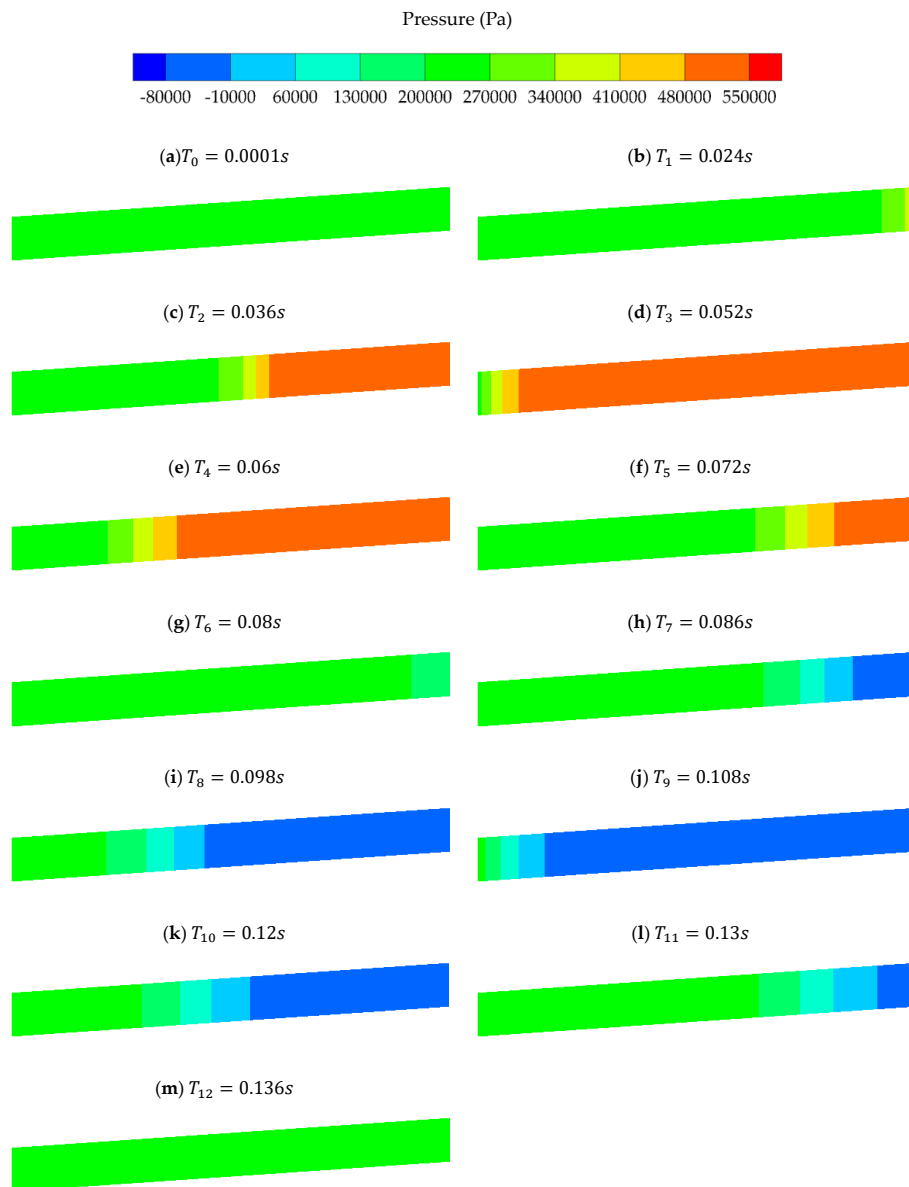 Pressure (Pa)
-80000 -10000 60000 130000 200000 270000 340000 410000 480000 550000
(a)T0 = 0.0001s
(b) T1 = 0.024s
(c) T2 = 0.036s
(d) T3 = 0.052s
(e) T4 = 0.06s
(f) T5 = 0.072s
(g) T6 = 0.08s
(h) T7 = 0.086s
(i) T8 = 0.098s
(j) T9 = 0.108s
(k) T10 = 0.12s
(l) T11 = 0.13s
(m) T12 = 0.136s